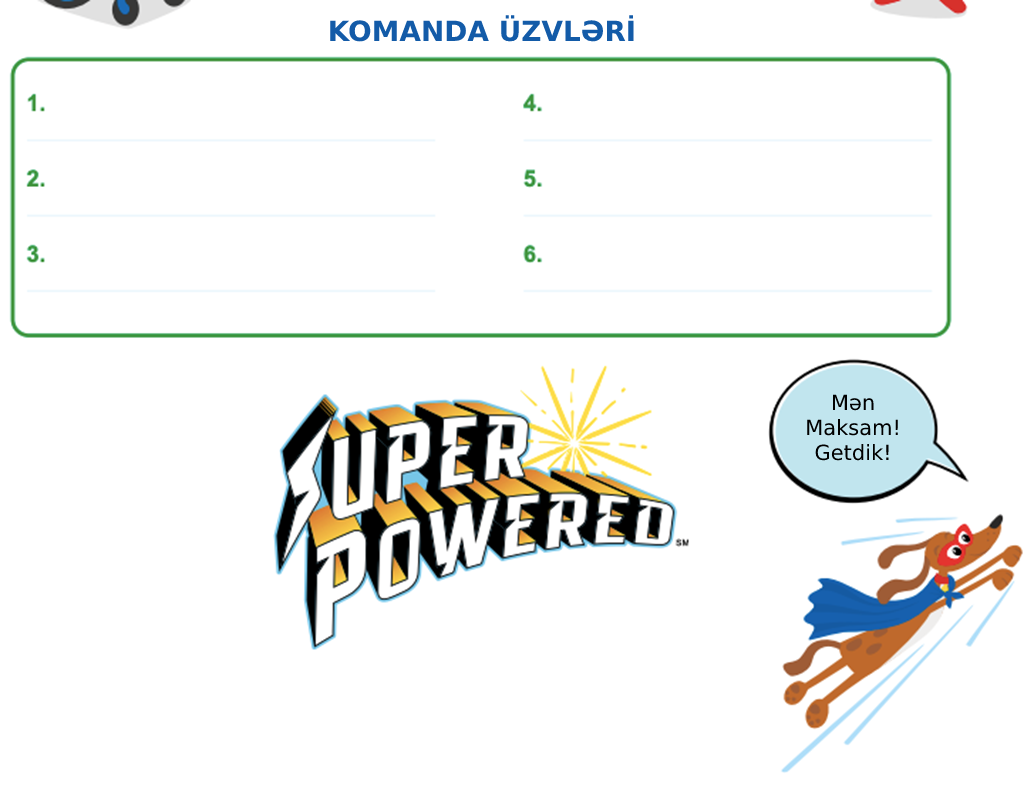 KOMANDA ÜZVLƏRİ
1.
4.
2.
5.
3.
6.
Mən
Maksam!
Getdik!
SUPER
POWERED
SM